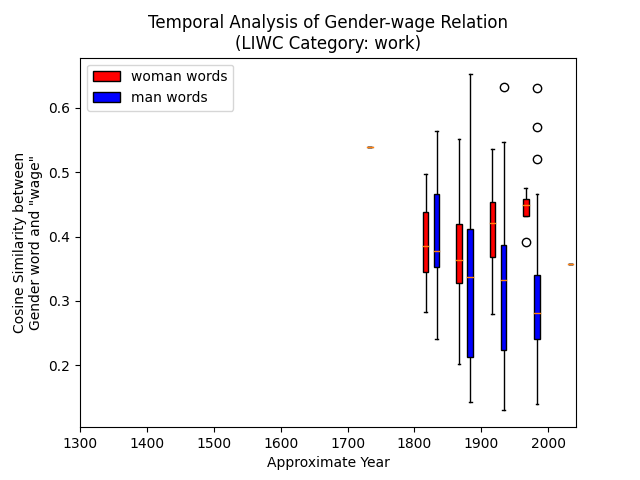 Temporal Analysis of Gender-wage Relation
(LIWC Category: work)
woman words
man words
0.6
0.5
0.4
0.3
0.2
Cosine Similarity between
Gender word and "wage"
1300 1400 1500 1600 1700 1800 1900 2000
Approximate Year